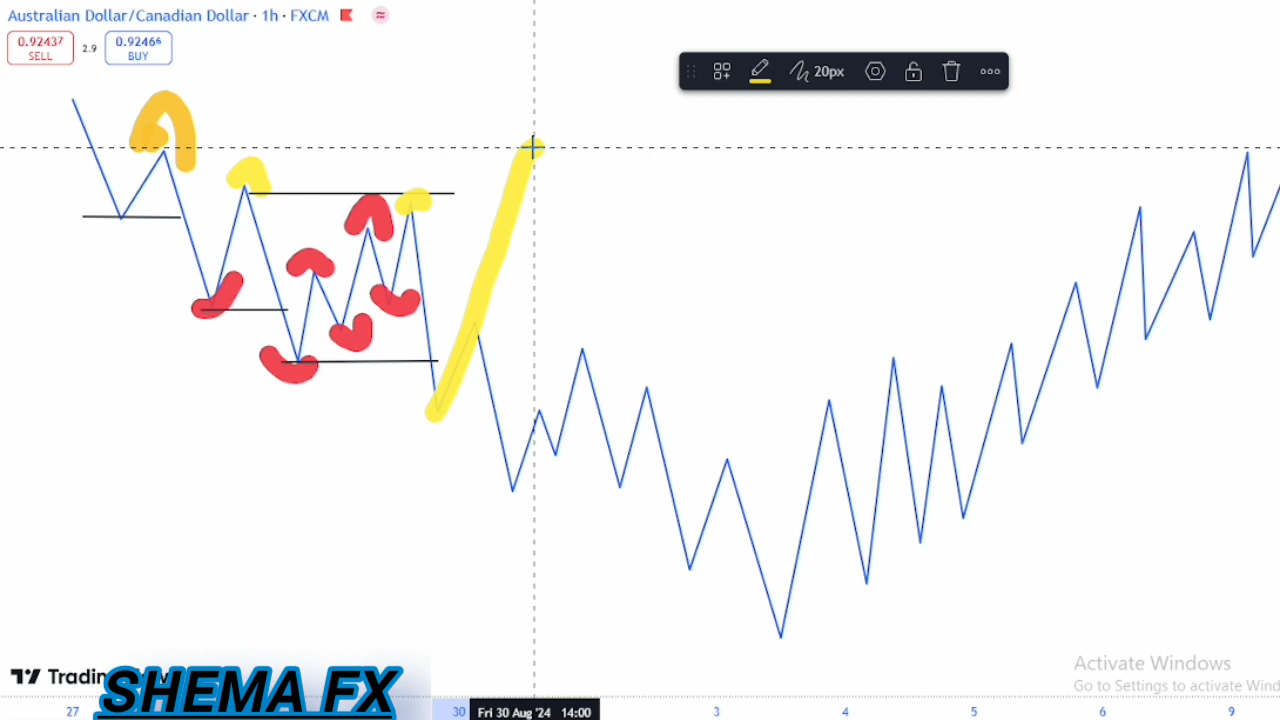 Australian Dollar/Canadian Dollar · 1h · FXCM
0.92437 SELL 2.9 0.92466 BUY
20px
Activate Windows
Go to Settings to activate Wind
SHEMA FX
27 30 Fri 30 Aug '24 14:00 3 4 5 6 9